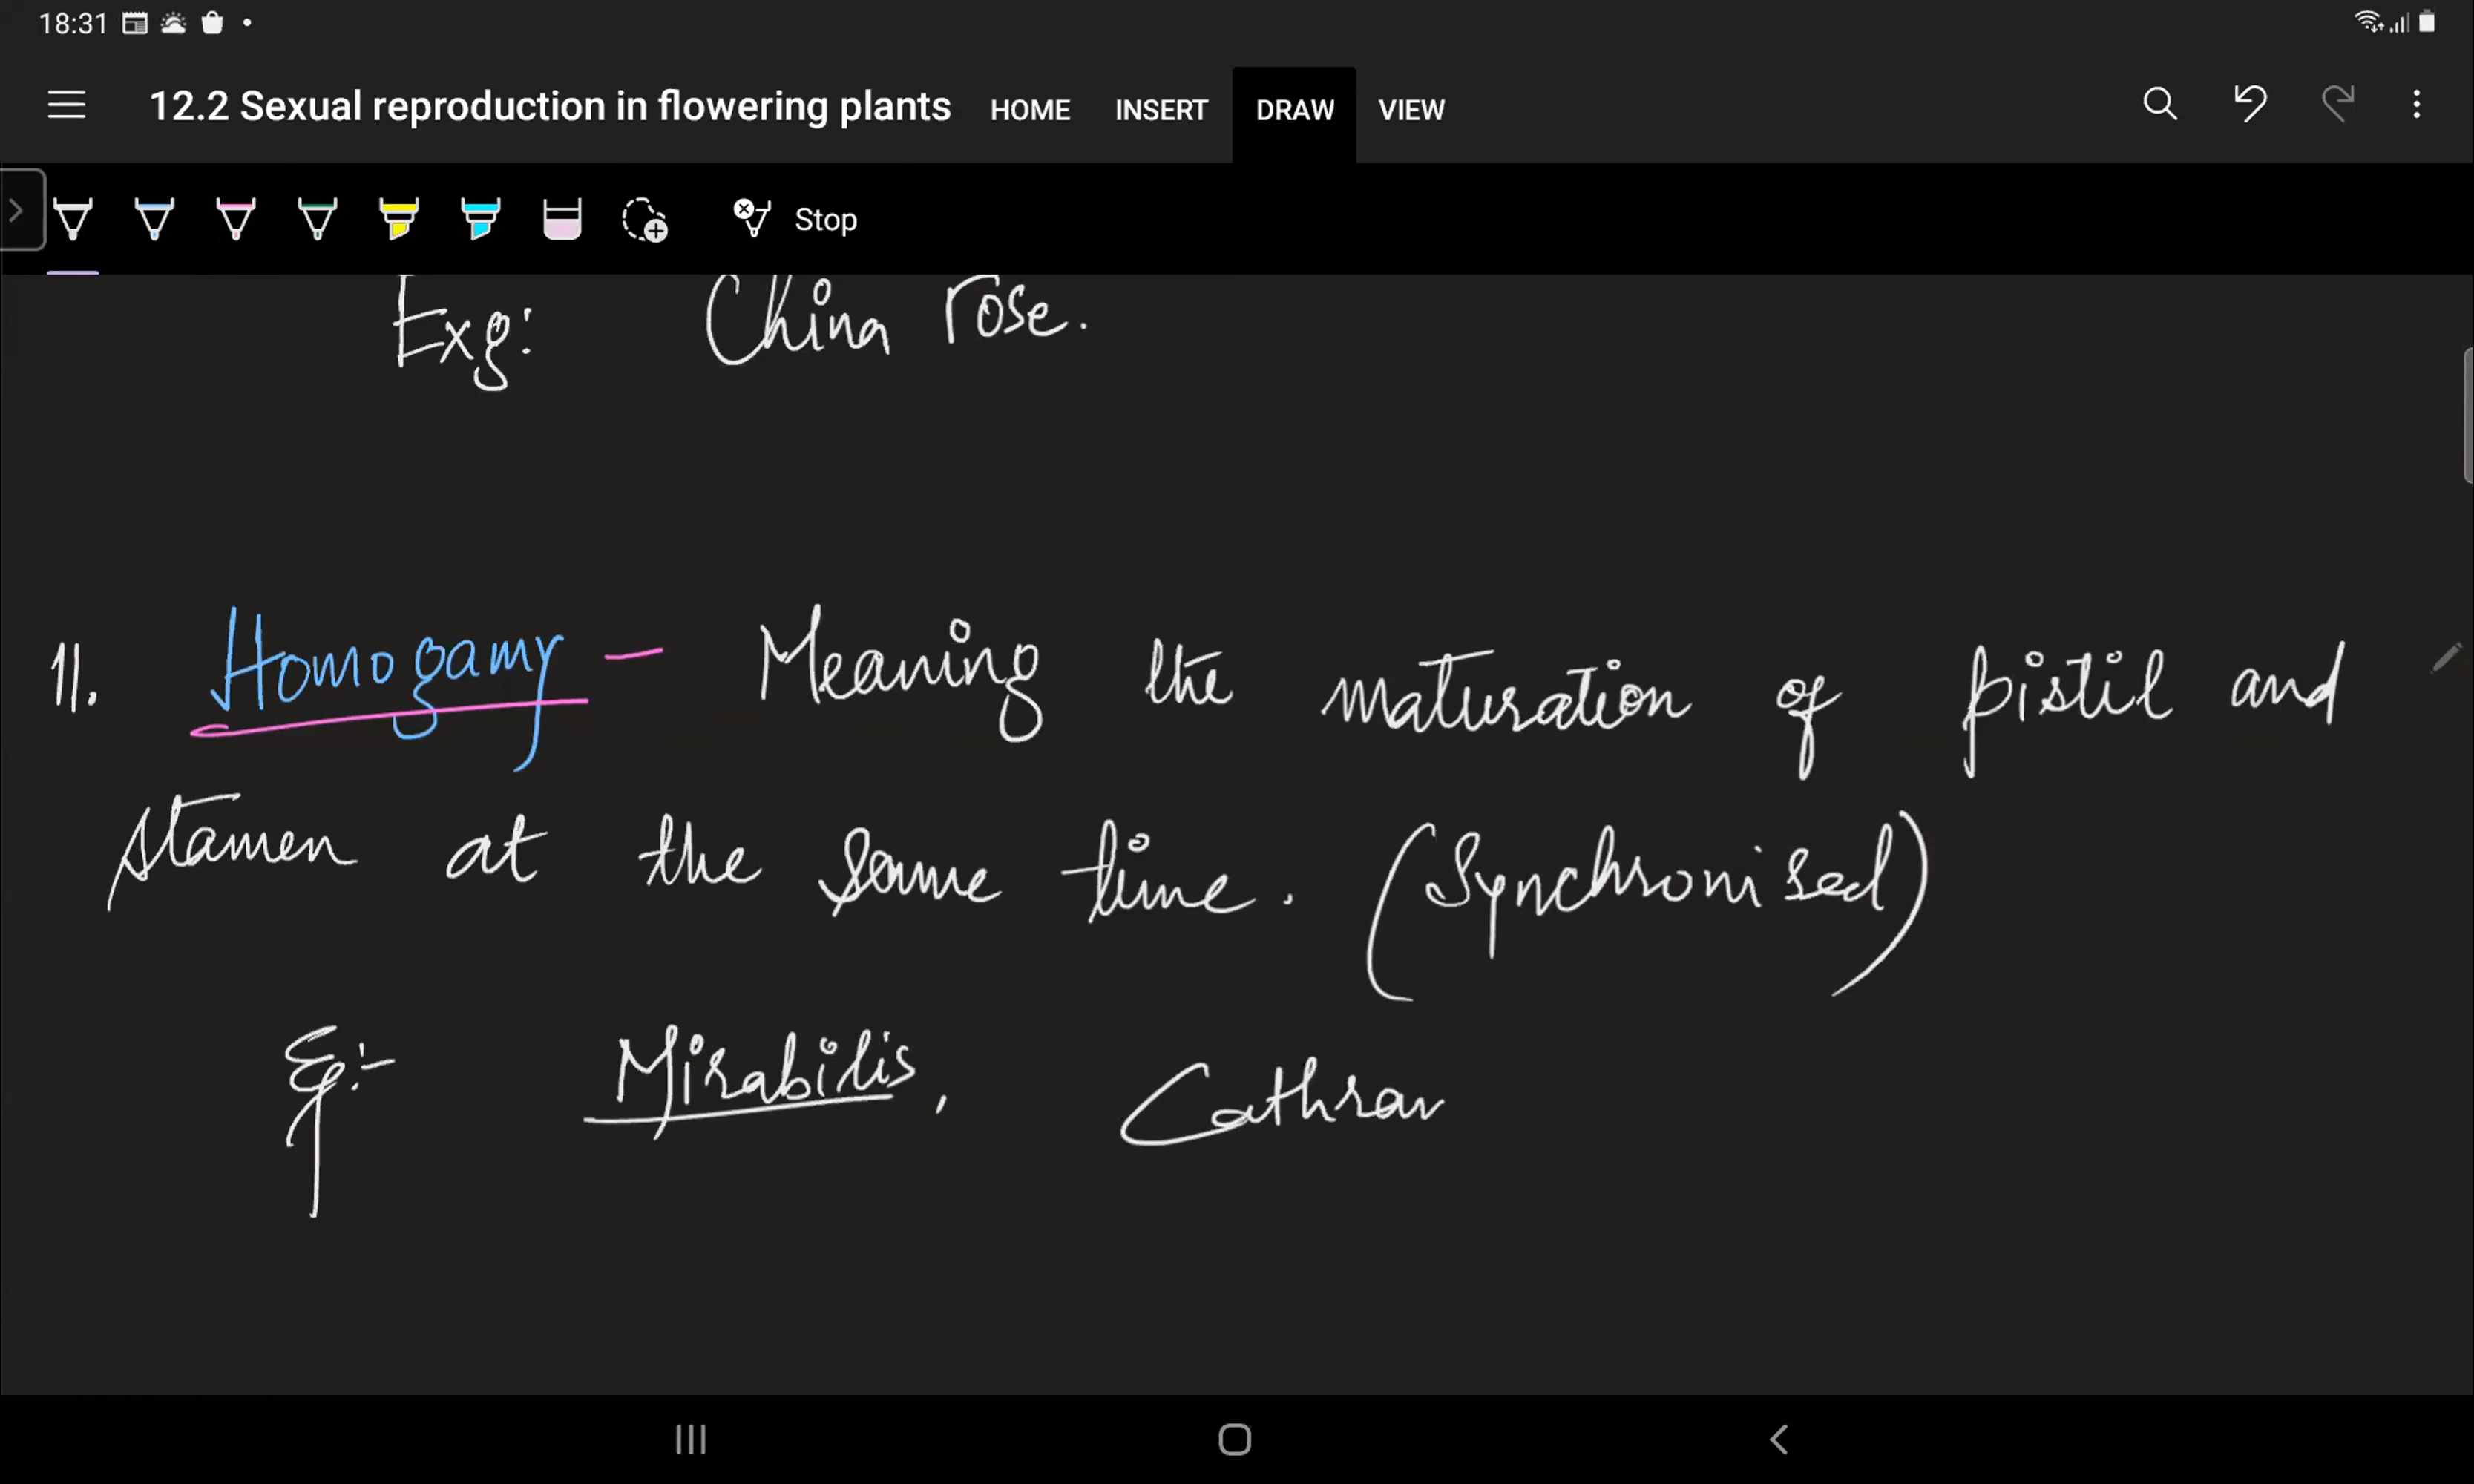 18:31
12.2 Sexual reproduction in flowering plants HOME INSERT DRAW VIEW
Stop
Exg: China rose.
11. Homogamy - Meaning the maturation of pistil and
stamen at the same time. (Synchronised)
Eg:- Mirabilis, Cathran